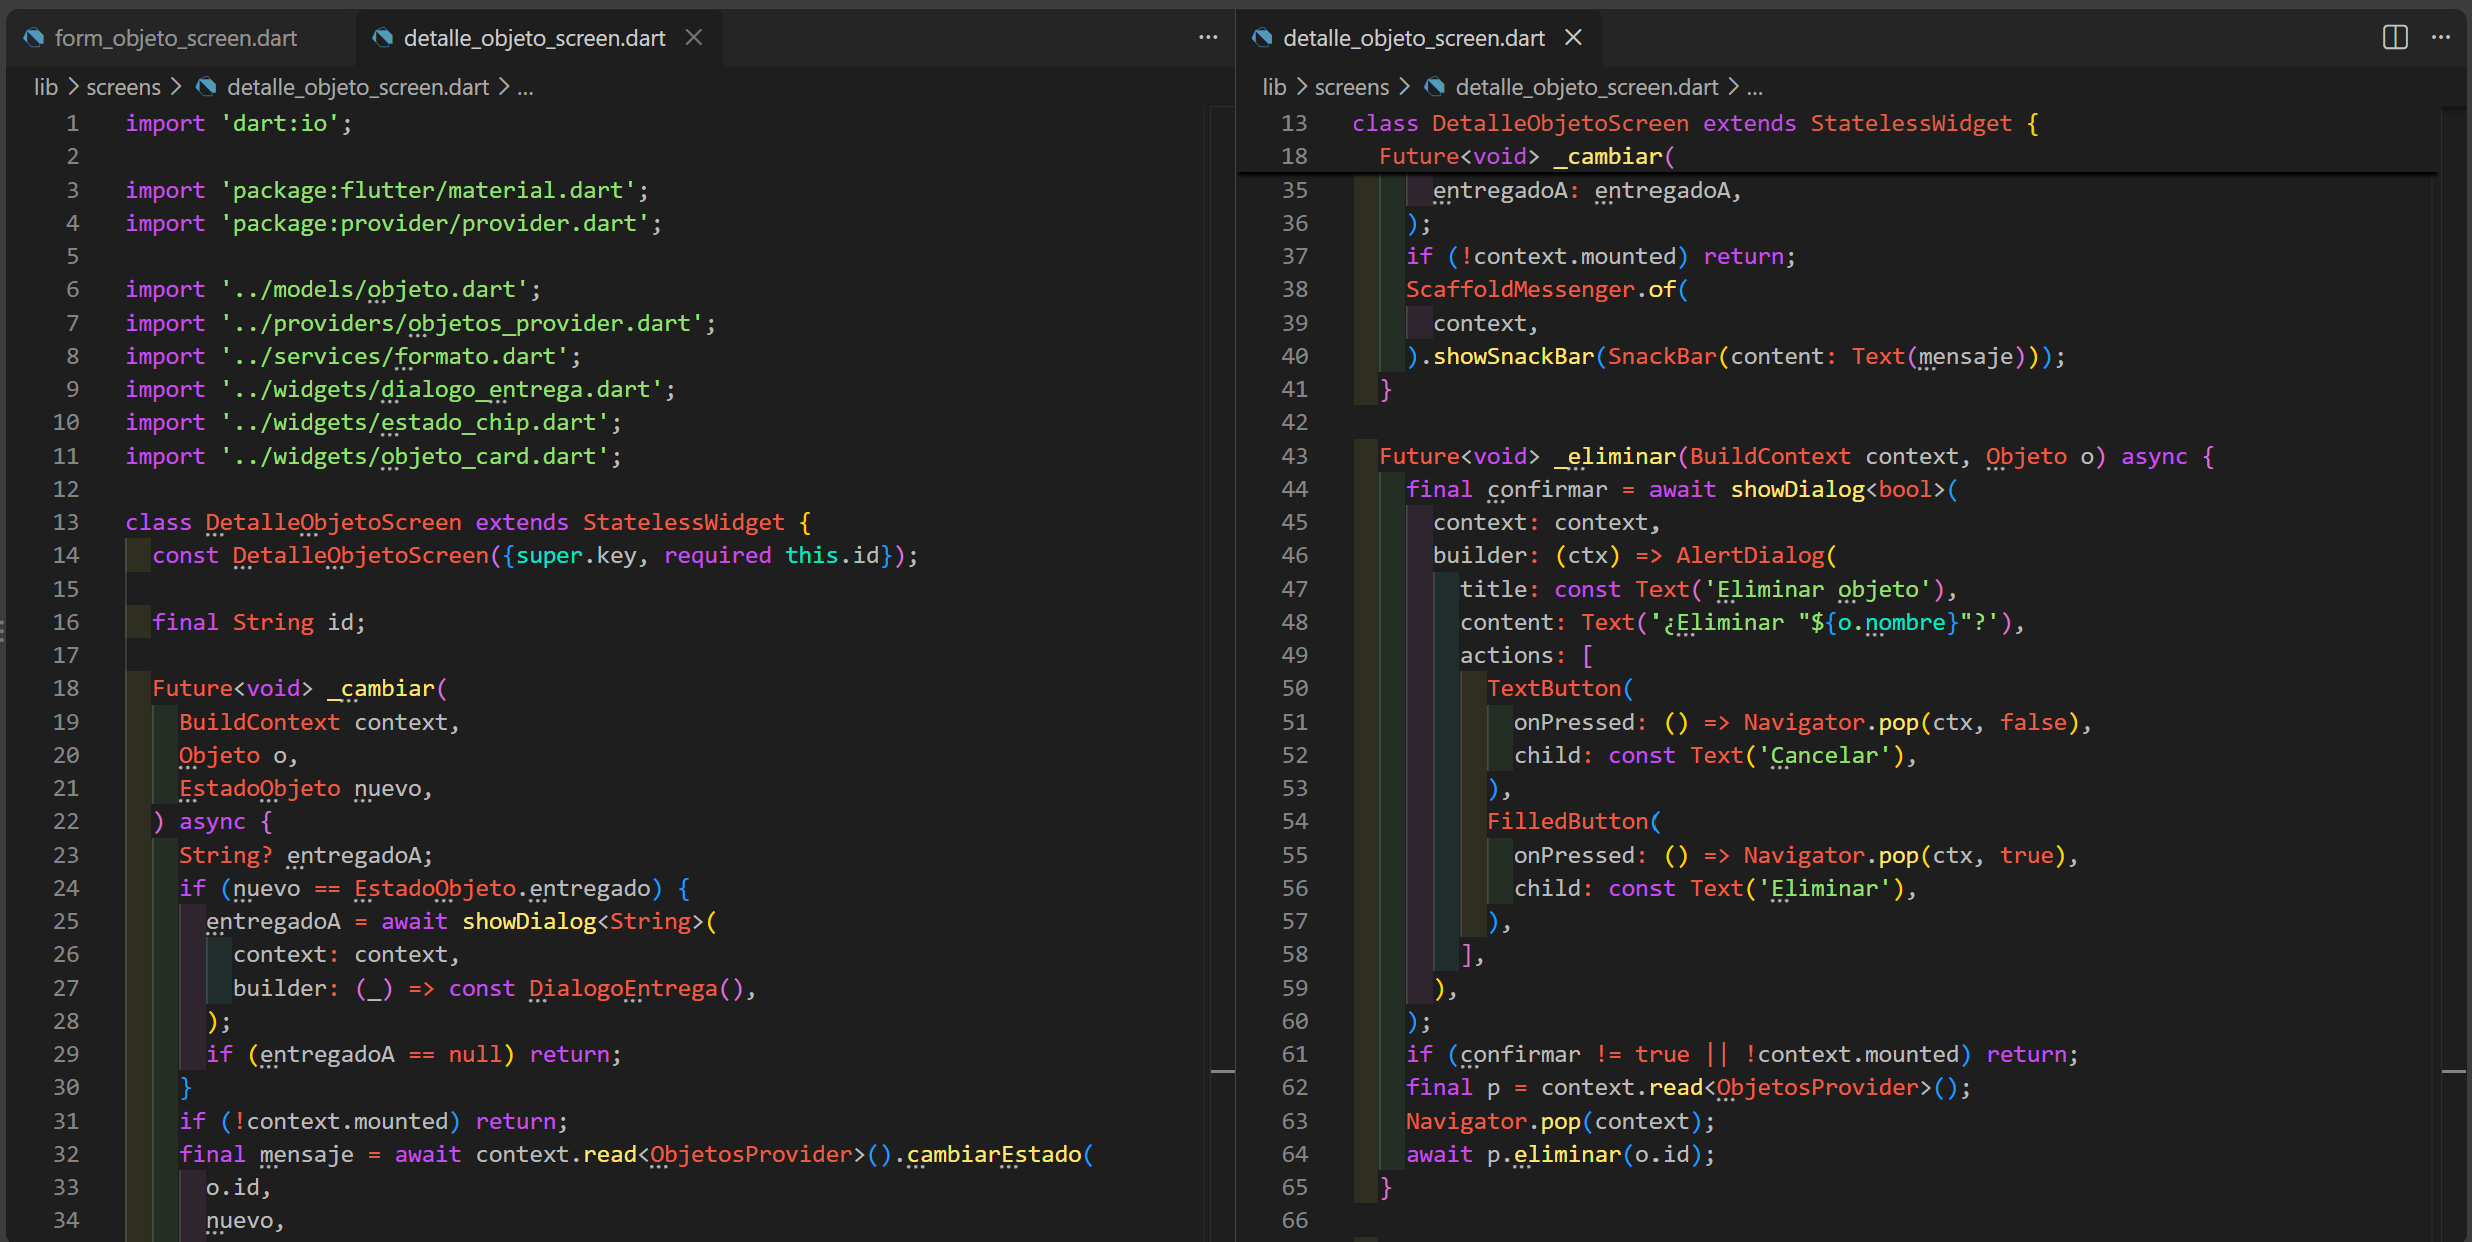 form_objeto_screen.dart
detalle_objeto_screen.dart
lib > screens > detalle_objeto_screen.dart > ...
1 import 'dart:io';
2
3 import 'package:flutter/material.dart';
4 import 'package:provider/provider.dart';
5
6 import '../models/objeto.dart';
7 import '../providers/objetos_provider.dart';
8 import '../services/formato.dart';
9 import '../widgets/dialogo_entrega.dart';
10 import '../widgets/estado_chip.dart';
11 import '../widgets/objeto_card.dart';
12
13 class DetalleObjetoScreen extends StatelessWidget {
14   const DetalleObjetoScreen({super.key, required this.id});
15
16   final String id;
17
18   Future<void> _cambiar(
19     BuildContext context,
20     Objeto o,
21     EstadoObjeto nuevo,
22   ) async {
23     String? entregadoA;
24     if (nuevo == EstadoObjeto.entregado) {
25       entregadoA = await showDialog<String>(
26         context: context,
27         builder: (_) => const DialogoEntrega(),
28       );
29       if (entregadoA == null) return;
30     }
31     if (!context.mounted) return;
32     final mensaje = await context.read<ObjetosProvider>().cambiarEstado(
33       o.id,
34       nuevo,
detalle_objeto_screen.dart
lib > screens > detalle_objeto_screen.dart > ...
13 class DetalleObjetoScreen extends StatelessWidget {
18   Future<void> _cambiar(
35       entregadoA: entregadoA,
36     );
37     if (!context.mounted) return;
38     ScaffoldMessenger.of(
39       context,
40     ).showSnackBar(SnackBar(content: Text(mensaje)));
41   }
42
43   Future<void> _eliminar(BuildContext context, Objeto o) async {
44     final confirmar = await showDialog<bool>(
45       context: context,
46       builder: (ctx) => AlertDialog(
47         title: const Text('Eliminar objeto'),
48         content: Text('¿Eliminar "${o.nombre}"?'),
49         actions: [
50           TextButton(
51             onPressed: () => Navigator.pop(ctx, false),
52             child: const Text('Cancelar'),
53           ),
54           FilledButton(
55             onPressed: () => Navigator.pop(ctx, true),
56             child: const Text('Eliminar'),
57           ),
58         ],
59       ),
60     );
61     if (confirmar != true || !context.mounted) return;
62     final p = context.read<ObjetosProvider>();
63     Navigator.pop(context);
64     await p.eliminar(o.id);
65   }
66